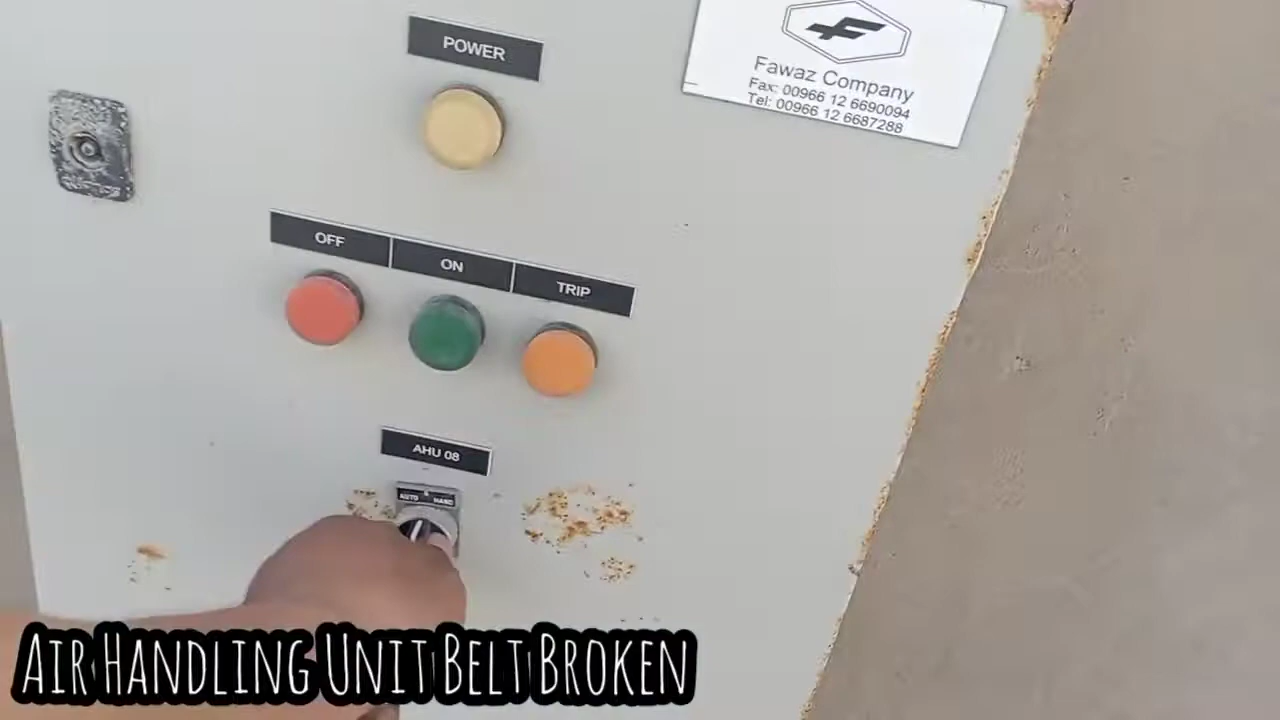 POWER
Fawaz Company
Fax: 00966 12 6690094
Tel: 00966 12 6687288
OFF
ON
TRIP
AHU 08
AUTO
HAND
Air Handling Unit Belt Broken